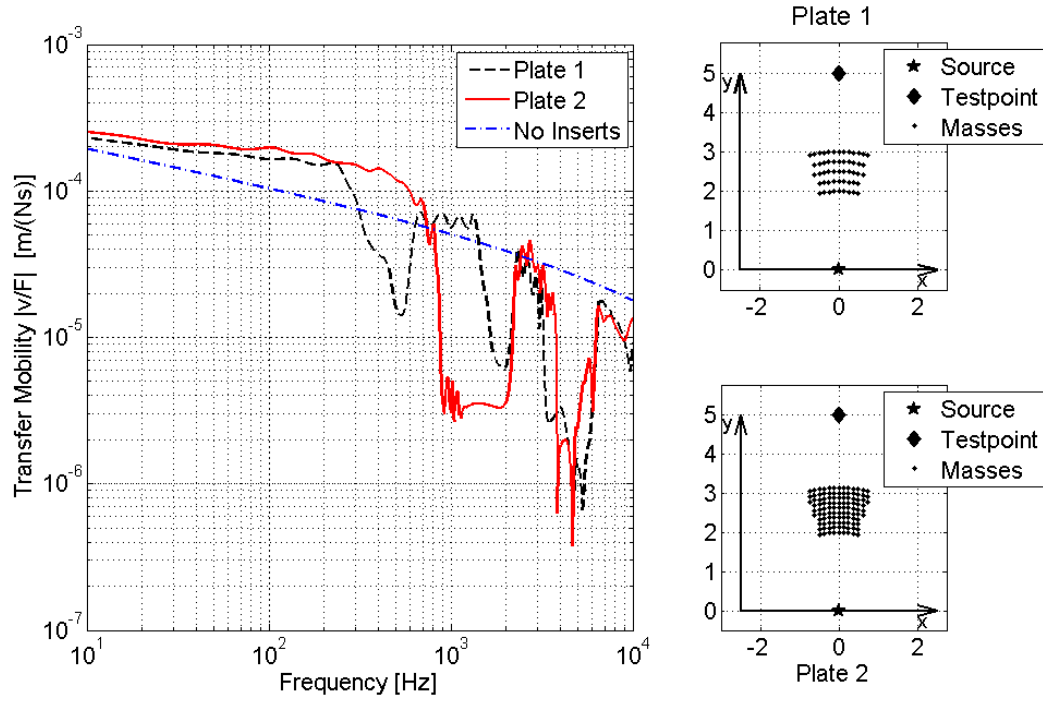 10^-3
10^-4
10^-5
10^-6
10^-7
Transfer Mobility |v/F| [m/(Ns)]
Plate 1
Plate 2
No Inserts
10^1
10^2
10^3
10^4
Frequency [Hz]
Plate 1
5
4
3
2
1
0
y
x
Source
Testpoint
Masses
-2
0
2
5
4
3
2
1
0
y
x
Source
Testpoint
Masses
-2
0
2
Plate 2